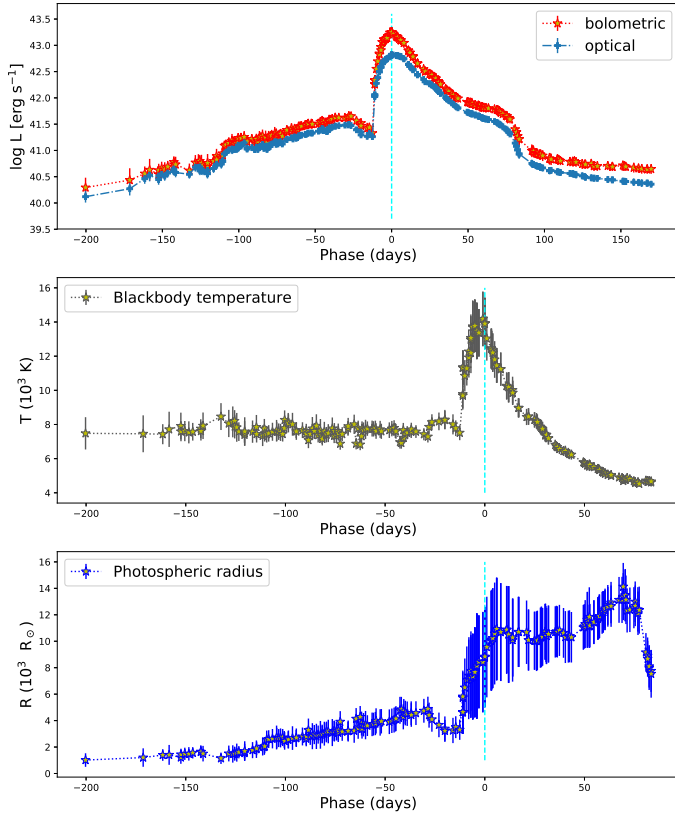 43.5
43.0
42.5
42.0
41.5
41.0
40.5
40.0
39.5
log L [erg s⁻¹]
bolometric
optical
−200 −150 −100 −50 0 50 100 150
Phase (days)
16
14
12
10
8
6
4
T (10³ K)
Blackbody temperature
−200 −150 −100 −50 0 50
Phase (days)
16
14
12
10
8
6
4
2
0
R (10³ R⊙)
Photospheric radius
−200 −150 −100 −50 0 50
Phase (days)